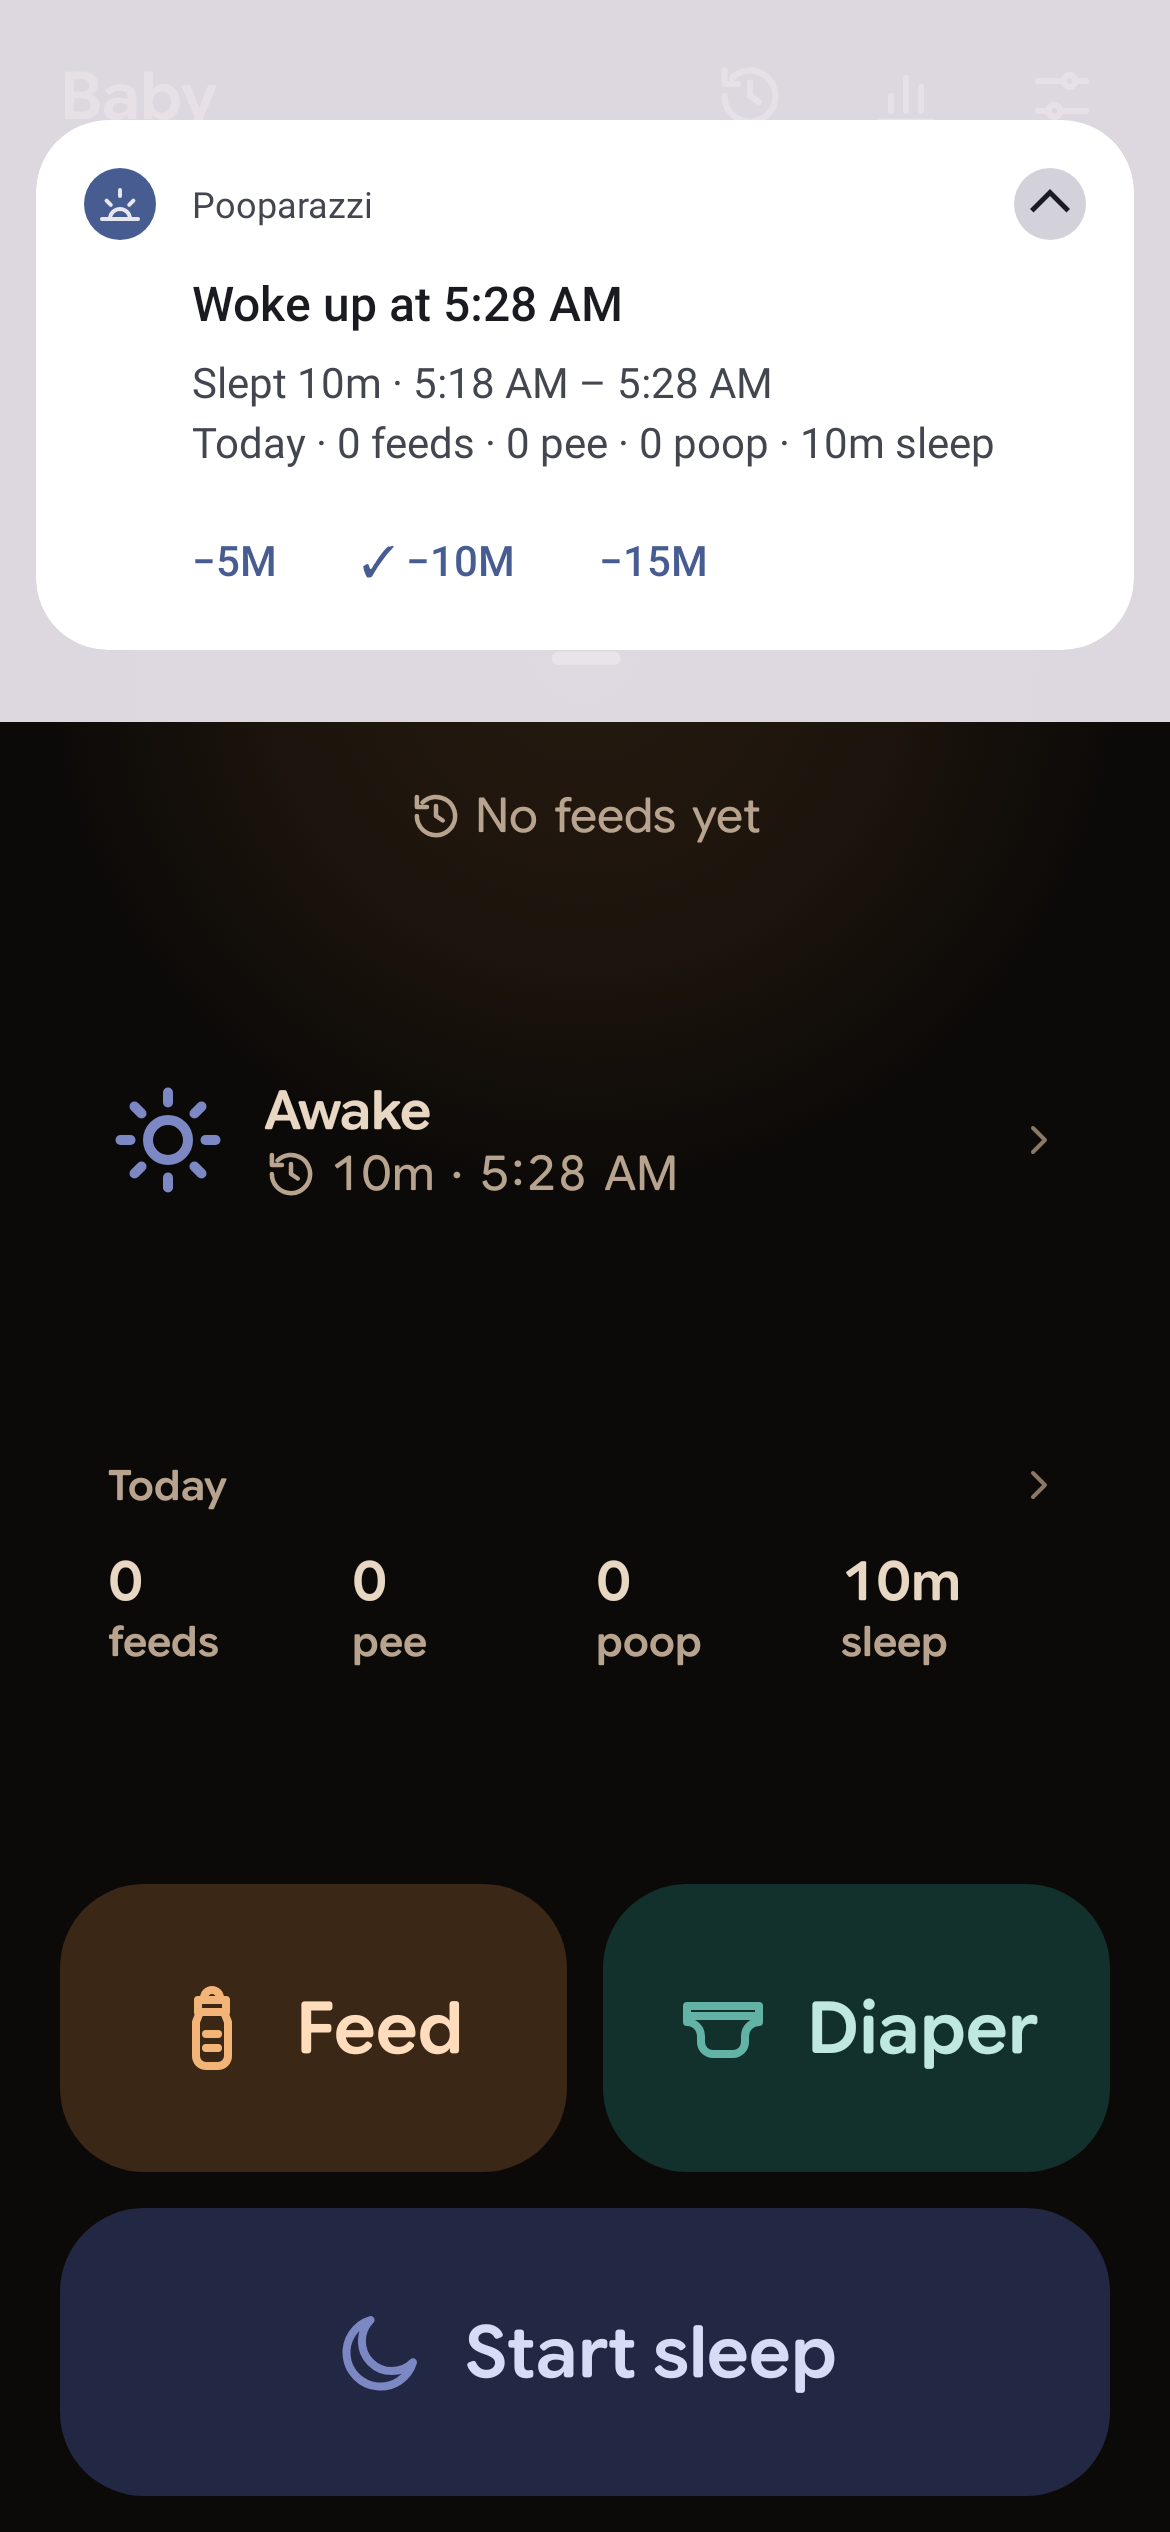 Baby
Pooparazzi
Woke up at 5:28 AM
Slept 10m · 5:18 AM – 5:28 AM
Today · 0 feeds · 0 pee · 0 poop · 10m sleep
−5M ✓ −10M −15M
No feeds yet
Awake
10m · 5:28 AM
Today
0 0 0 10m
feeds pee poop sleep
Feed Diaper
Start sleep